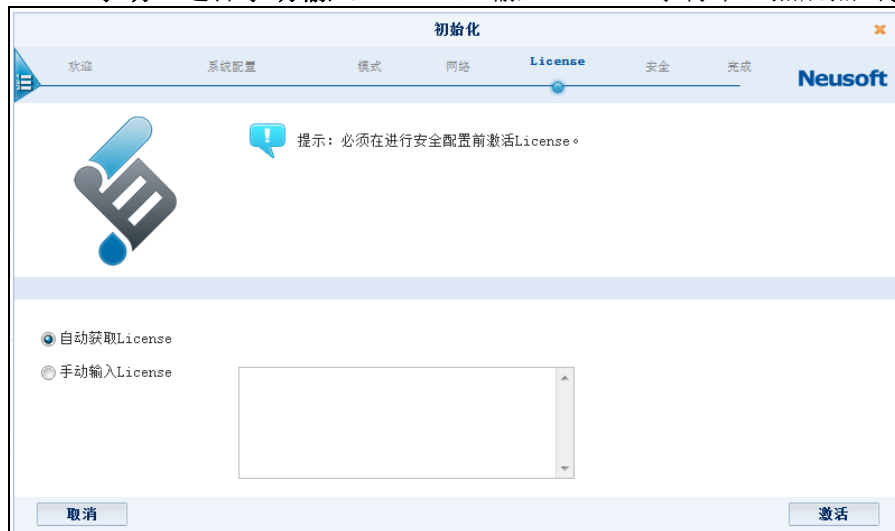 初始化
欢迎 系统配置 模式 网络 License 安全 完成
Neusoft
提示：必须在进行安全配置前激活License。
自动获取License
手动输入License
取消 激活